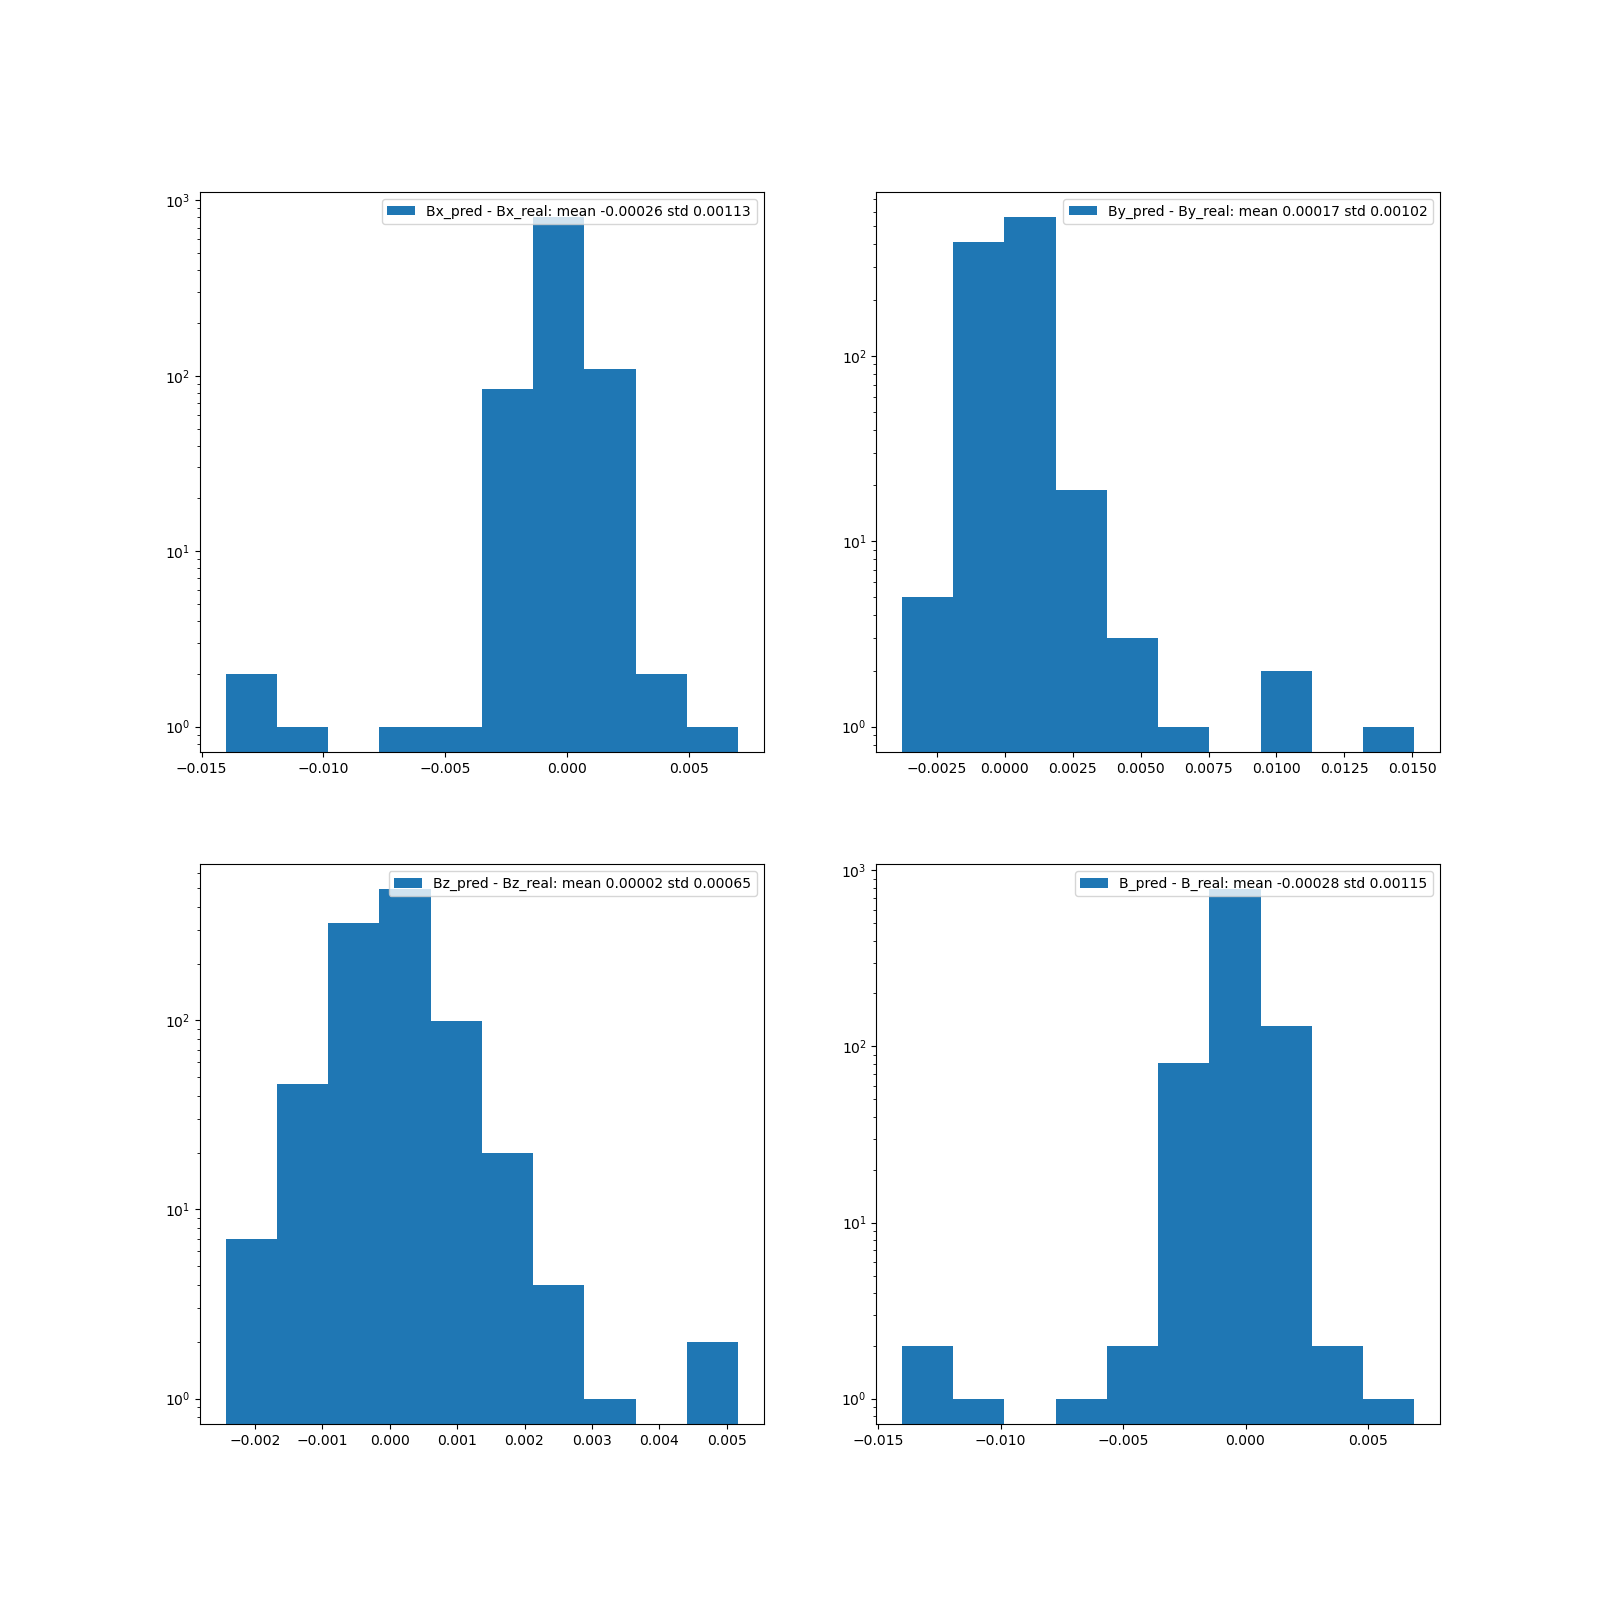 10³
Bx_pred - Bx_real: mean -0.00026 std 0.00113
10²
10¹
10⁰
−0.015 −0.010 −0.005 0.000 0.005
By_pred - By_real: mean 0.00017 std 0.00102
10²
10¹
10⁰
−0.0025 0.0000 0.0025 0.0050 0.0075 0.0100 0.0125 0.0150
Bz_pred - Bz_real: mean 0.00002 std 0.00065
10²
10¹
10⁰
−0.002 −0.001 0.000 0.001 0.002 0.003 0.004 0.005
10³
B_pred - B_real: mean -0.00028 std 0.00115
10²
10¹
10⁰
−0.015 −0.010 −0.005 0.000 0.005